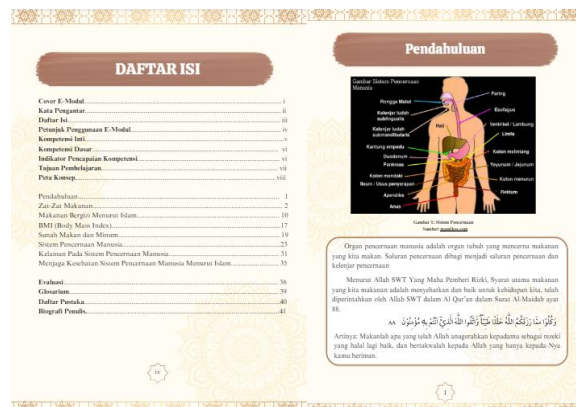 DAFTAR ISI
Cover E-Modul.......... i
Kata Pengantar.......... ii
Daftar Isi.......... iii
Petunjuk Penggunaan E-Modul.......... iv
Kompetensi Inti.......... v
Kompetensi Dasar.......... vi
Indikator Pencapaian Kompetensi.......... vi
Tujuan Pembelajaran.......... vii
Peta Konsep.......... viii
Pendahuluan.......... 1
Zat-Zat Makanan.......... 2
Makanan Bergizi Menurut Islam.......... 10
BMI (Body Mass Index).......... 17
Sunah Makan dan Minum.......... 19
Sistem Pencernaan Manusia.......... 23
Kelainan Pada Sistem Pencernaan Manusia.......... 31
Menjaga Kesehatan Sistem Pencernaan Manusia Menurut Islam.......... 35
Evaluasi.......... 36
Glosarium.......... 39
Daftar Pustaka.......... 40
Biografi Penulis.......... 41
iv
Pendahuluan
Gambar Sistem Pencernaan
Manusia
Rongga Mulut
Kelenjar ludah
sublingualis
Kelenjar ludah
submandibularis
Hati
Kantung empedu
Duodenum
Pankreas
Kolon mendaki
Ileum / Usus penyerapan
Apendiks
Anus
Faring
Esofagus
Ventrikel / Lambung
Limfa
Kolon melintang
Yeyunum / Jejunum
Kolon menurun
Rektum
Gambar 1. Sistem Pencernaan
Organ pencernaan manusia adalah organ tubuh yang mencerna makanan
yang kita makan. Saluran pencernaan dibagi menjadi saluran pencernaan dan
kelenjar pencernaan
Menurut Allah SWT Yang Maha Pemberi Rizki, Syarat utama makanan
yang kita makan adalah menyehatkan dan baik untuk kehidupan kita, telah
diperintahkan oleh Allah SWT dalam Al Qur'an dalam Surat Al-Maidah ayat
88.
وَكُلُوْا مِمَّا رَزَقَكُمُ اللّٰهُ حَلٰلًا طَيِّبًا ۖوَّاتَّقُوا اللّٰهَ الَّذِيْٓ اَنْتُمْ بِهٖ مُؤْمِنُوْنَ ٨٨
Artinya: Makanlah apa yang telah Allah anugerahkan kepadamu sebagai rezeki
yang halal lagi baik, dan bertakwalah kepada Allah yang hanya kepada-Nya
kamu beriman.
1